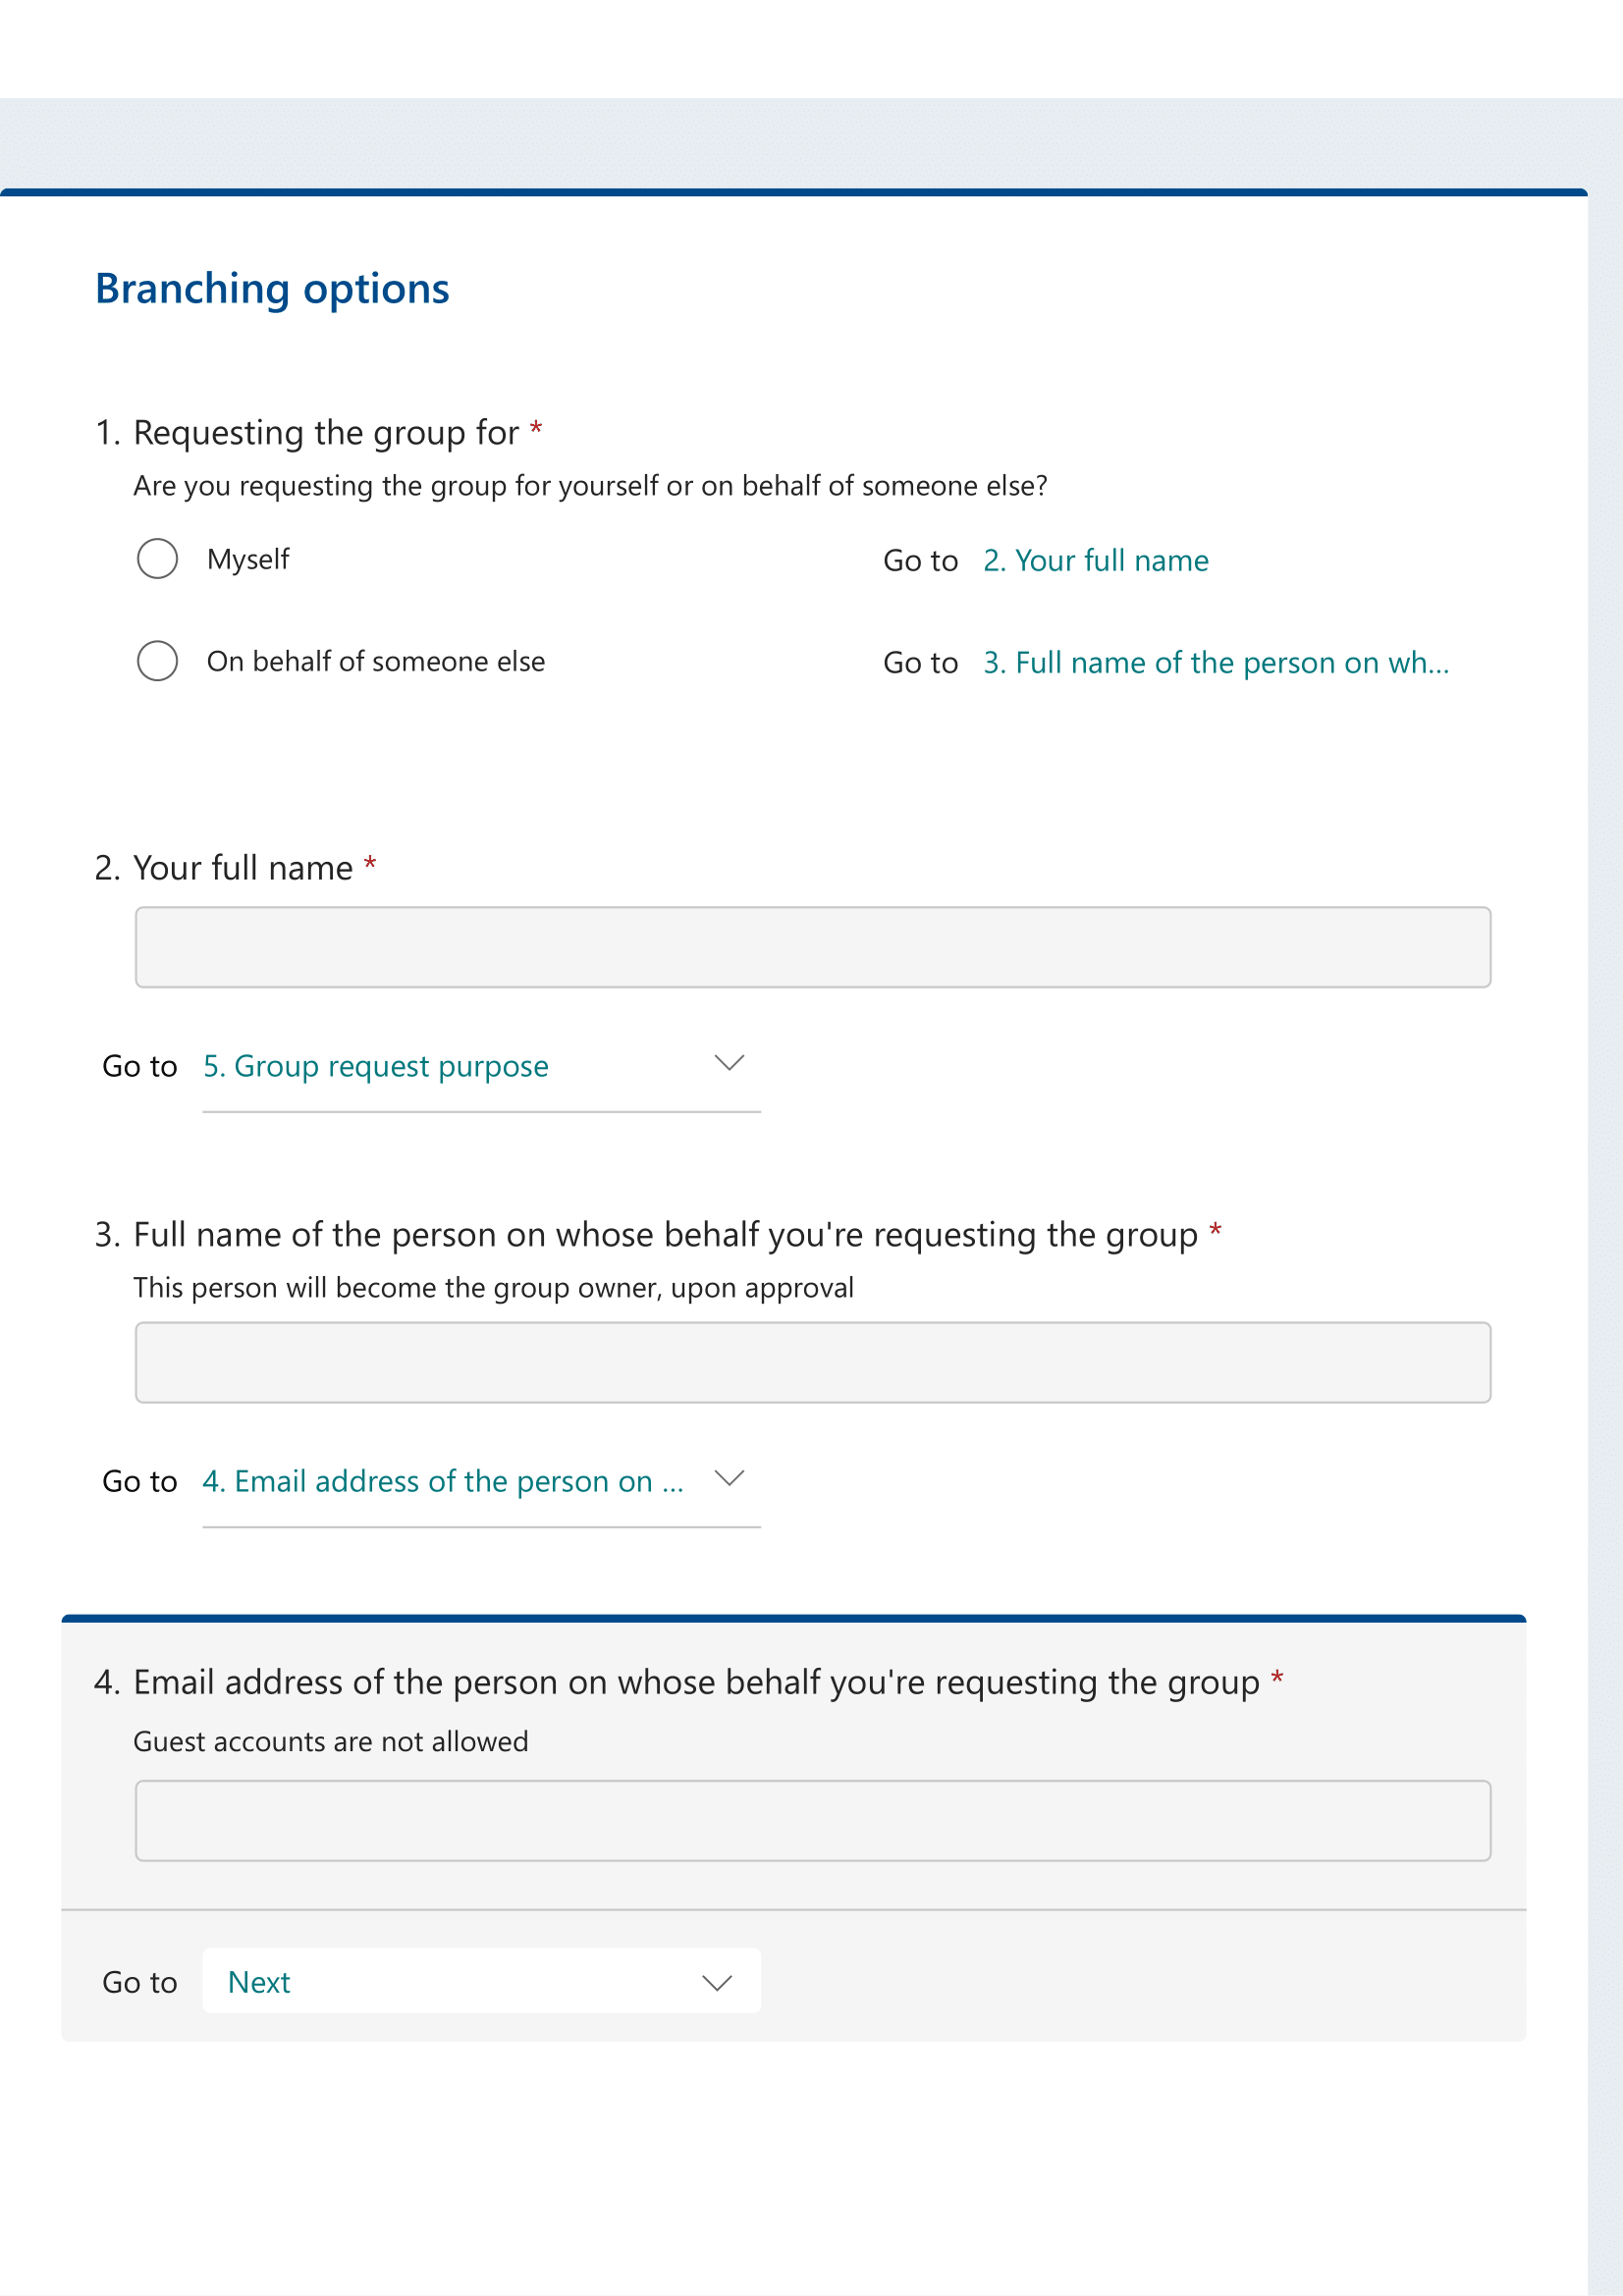 Branching options
1. Requesting the group for *
Are you requesting the group for yourself or on behalf of someone else?
Myself
Go to 2. Your full name
On behalf of someone else
Go to 3. Full name of the person on wh...
2. Your full name *
Go to 5. Group request purpose
3. Full name of the person on whose behalf you're requesting the group *
This person will become the group owner, upon approval
Go to 4. Email address of the person on ...
4. Email address of the person on whose behalf you're requesting the group *
Guest accounts are not allowed
Go to Next